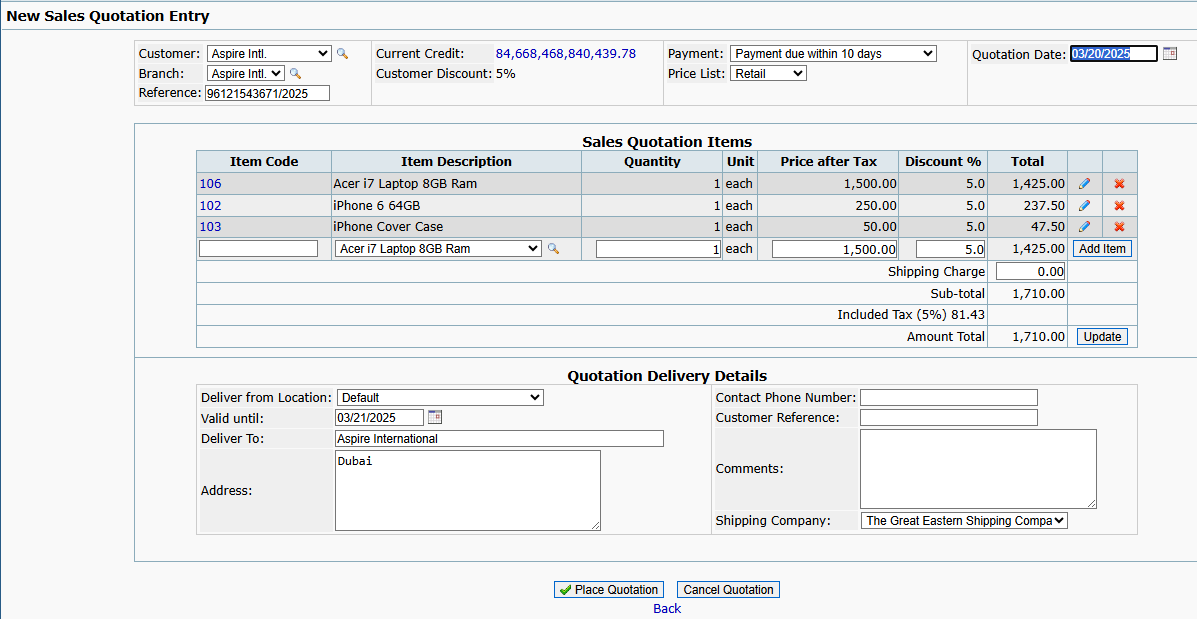 New Sales Quotation Entry
Customer: Aspire Intl. Current Credit: 84,668,468,840,439.78 Payment: Payment due within 10 days Quotation Date: 03/20/2025
Branch: Aspire Intl. Customer Discount: 5% Price List: Retail
Reference: 96121543671/2025
Sales Quotation Items
Item Code Item Description Quantity Unit Price after Tax Discount % Total
106 Acer i7 Laptop 8GB Ram 1 each 1,500.00 5.0 1,425.00
102 iPhone 6 64GB 1 each 250.00 5.0 237.50
103 iPhone Cover Case 1 each 50.00 5.0 47.50
Acer i7 Laptop 8GB Ram 1 each 1,500.00 5.0 1,425.00 Add Item
Shipping Charge 0.00
Sub-total 1,710.00
Included Tax (5%) 81.43
Amount Total 1,710.00 Update
Quotation Delivery Details
Deliver from Location: Default Contact Phone Number:
Valid until: 03/21/2025 Customer Reference:
Deliver To: Aspire International
Address: Dubai Comments:
Shipping Company: The Great Eastern Shipping Compa
Place Quotation Cancel Quotation
Back